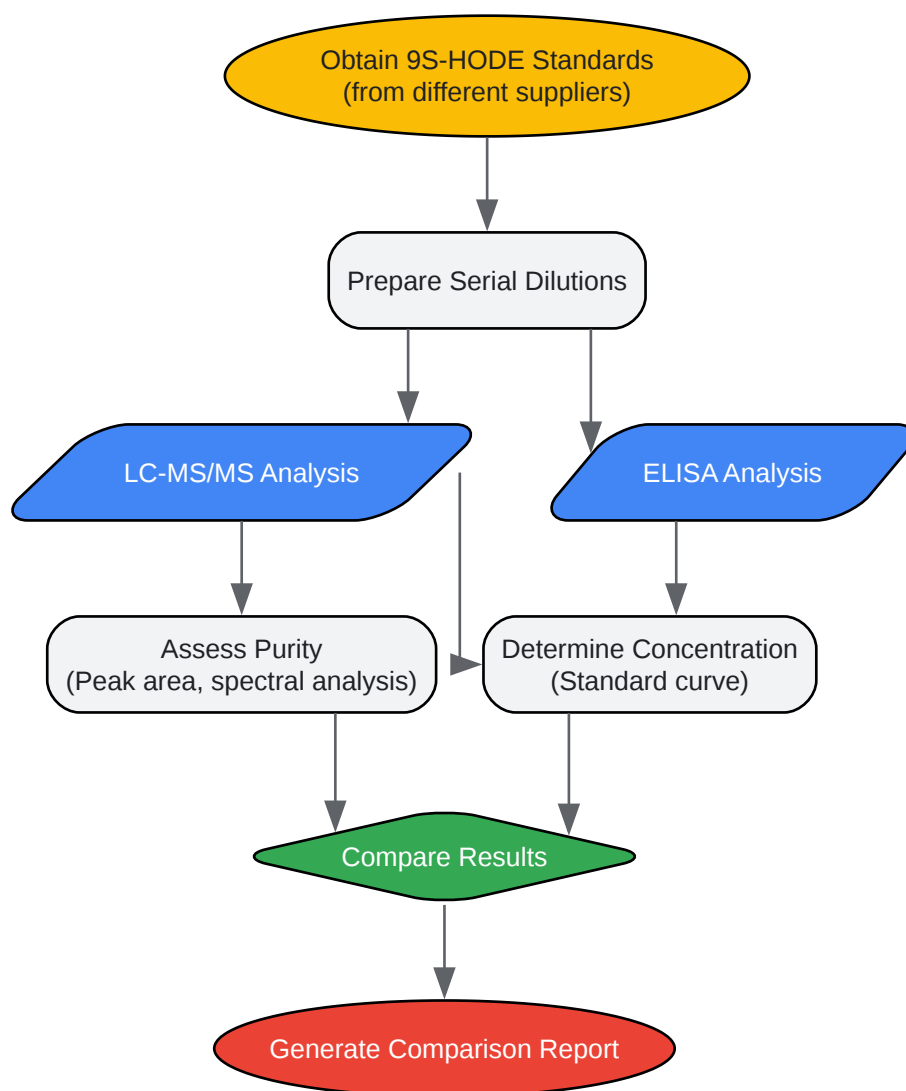 Obtain 9S-HODE Standards
(from different suppliers)
Prepare Serial Dilutions
LC-MS/MS Analysis
ELISA Analysis
Assess Purity
(Peak area, spectral analysis)
Determine Concentration
(Standard curve)
Compare Results
Generate Comparison Report